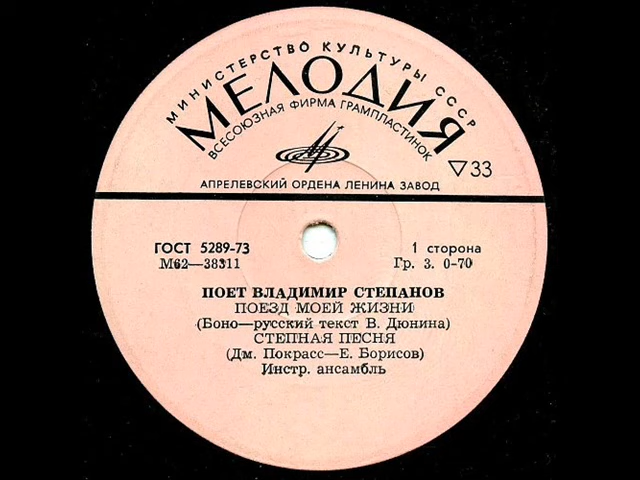 МИНИСТЕРСТВО КУЛЬТУРЫ СССР
МЕЛОДИЯ
ВСЕСОЮЗНАЯ ФИРМА ГРАМПЛАСТИНОК
▽33
АПРЕЛЕВСКИЙ ОРДЕНА ЛЕНИНА ЗАВОД
ГОСТ 5289-73 1 сторона
М62—38311 Гр. 3. 0-70
ПОЕТ ВЛАДИМИР СТЕПАНОВ
ПОЕЗД МОЕЙ ЖИЗНИ
(Боно—русский текст В. Дюнина)
СТЕПНАЯ ПЕСНЯ
(Дм. Покрасс—Е. Борисов)
Инстр. ансамбль